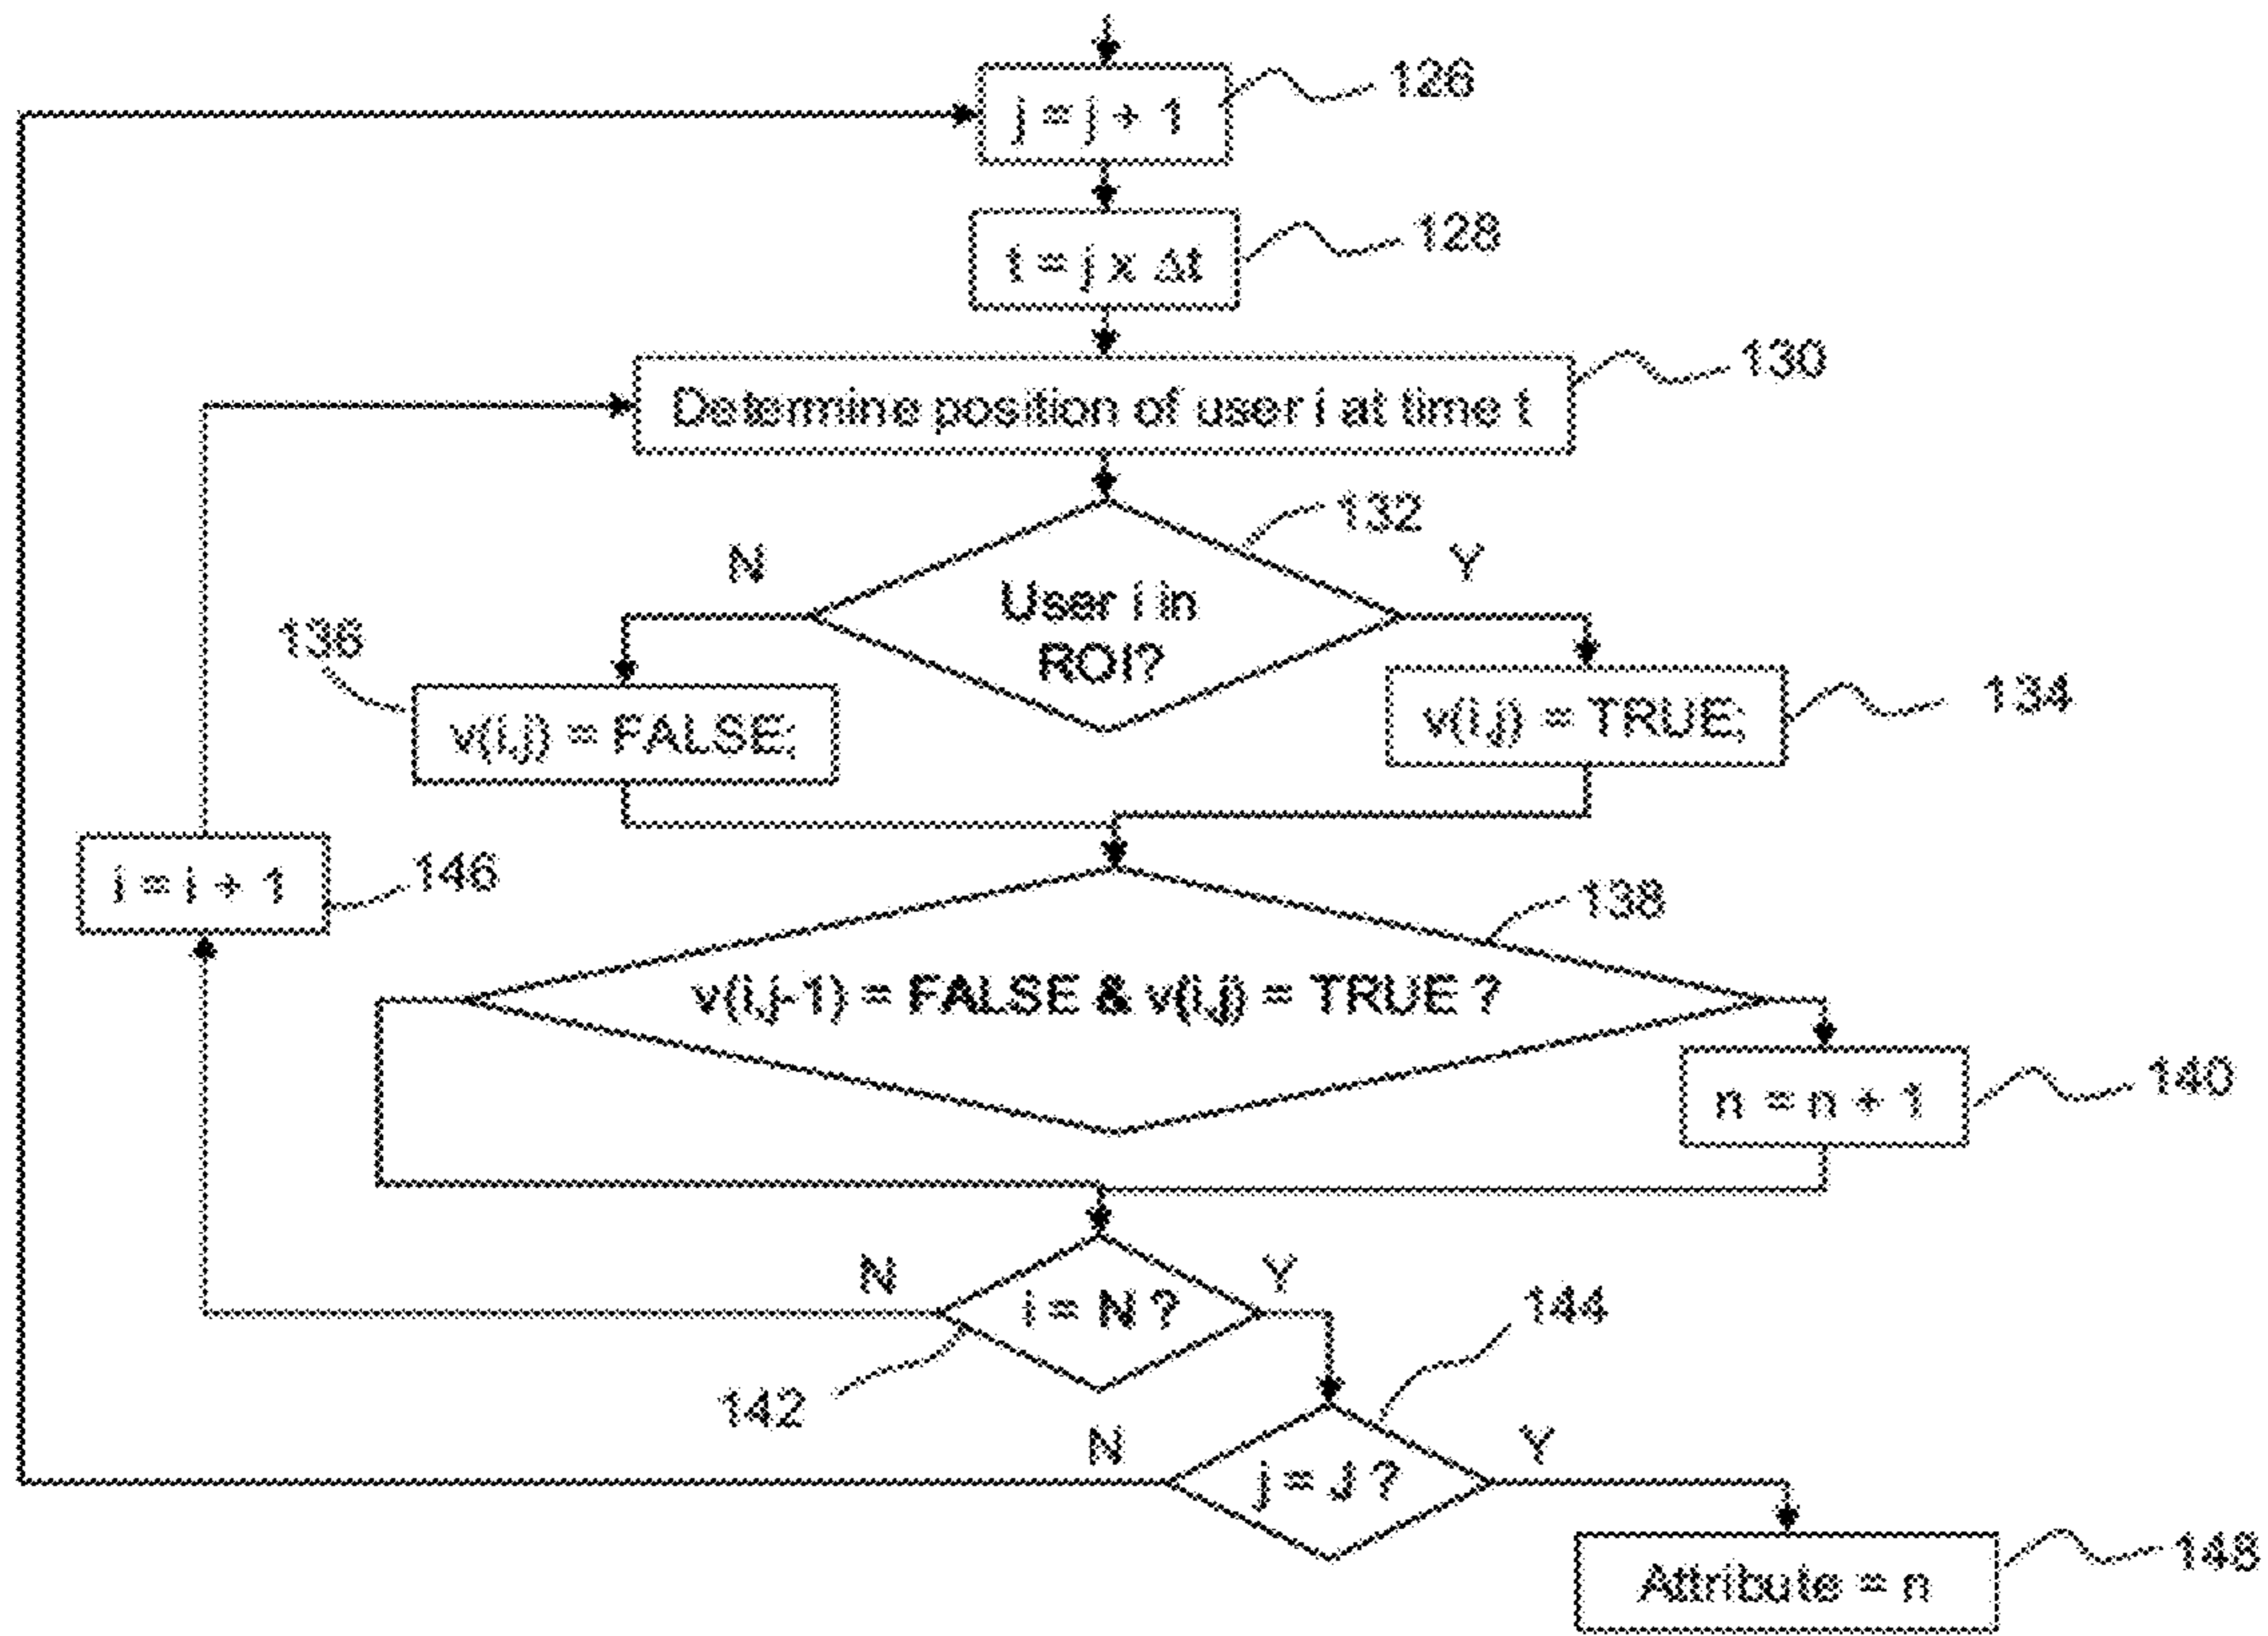 126
j = j + 1
128
t = j x Δt
130
Determine position of user i at time t
132
N
Y
User i in
ROI?
136
134
v(i,j) = FALSE;
v(i,j) = TRUE;
i = i + 1
146
138
v(i,j-1) = FALSE & v(i,j) = TRUE ?
140
n = n + 1
N
Y
i = N ?
144
142
N
Y
j = J ?
148
Attribute = n